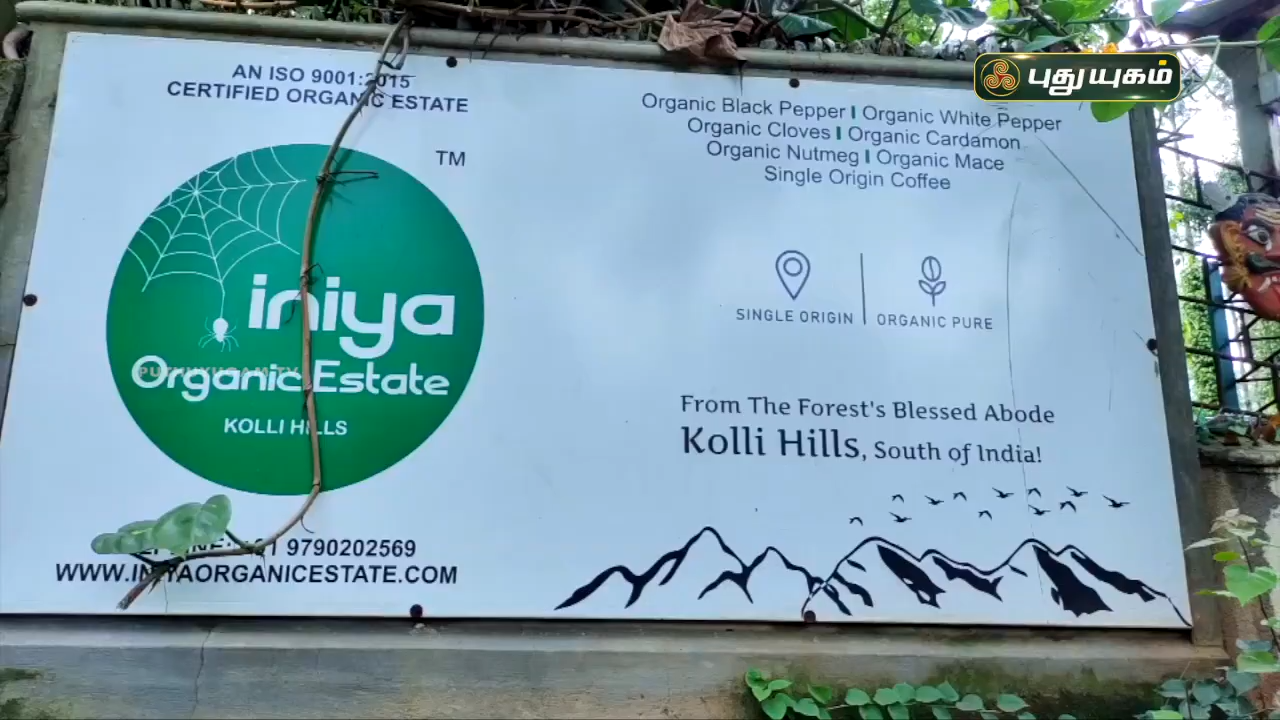 AN ISO 9001:2015
CERTIFIED ORGANIC ESTATE
TM
iniya
Organic Estate
PUTHUYUGAM TV
KOLLI HILLS
9790202569
WWW.INIYAORGANICESTATE.COM
புதுயுகம்
Organic Black Pepper | Organic White Pepper
Organic Cloves | Organic Cardamon
Organic Nutmeg | Organic Mace
Single Origin Coffee
SINGLE ORIGIN | ORGANIC PURE
From The Forest's Blessed Abode
Kolli Hills, South of India!